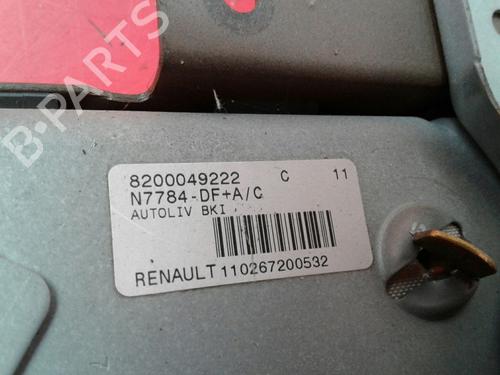 B-PARTS
8200049222 C 11
N7784-DF+A/C
AUTOLIV BKI
RENAULT 110267200532